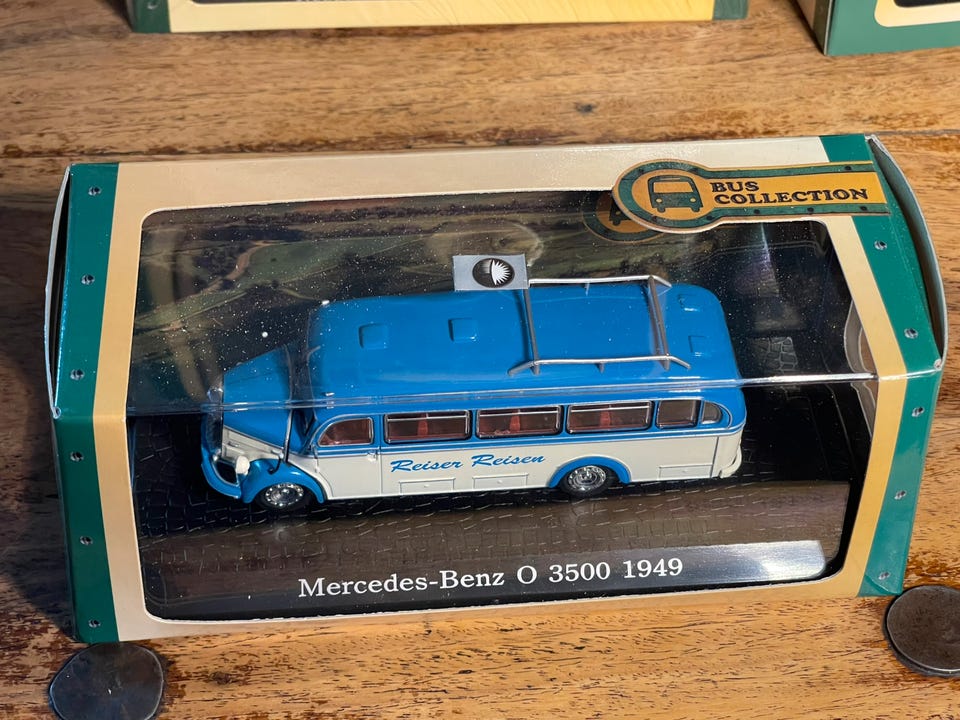 BUS
COLLECTION
Reiser Reisen
Mercedes-Benz O 3500 1949